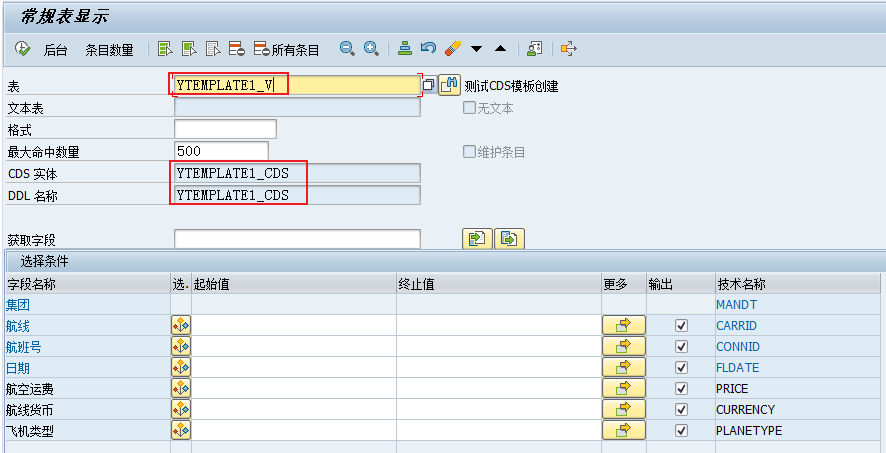 常规表显示
后台 条目数量 所有条目
表 YTEMPLATE1_V 测试CDS模板创建
文本表 无文本
格式
最大命中数量 500 维护条目
CDS 实体 YTEMPLATE1_CDS
DDL 名称 YTEMPLATE1_CDS
获取字段
选择条件
字段名称 选. 起始值 终止值 更多 输出 技术名称
集团 MANDT
航线 CARRID
航班号 CONNID
日期 FLDATE
航空运费 PRICE
航线货币 CURRENCY
飞机类型 PLANETYPE